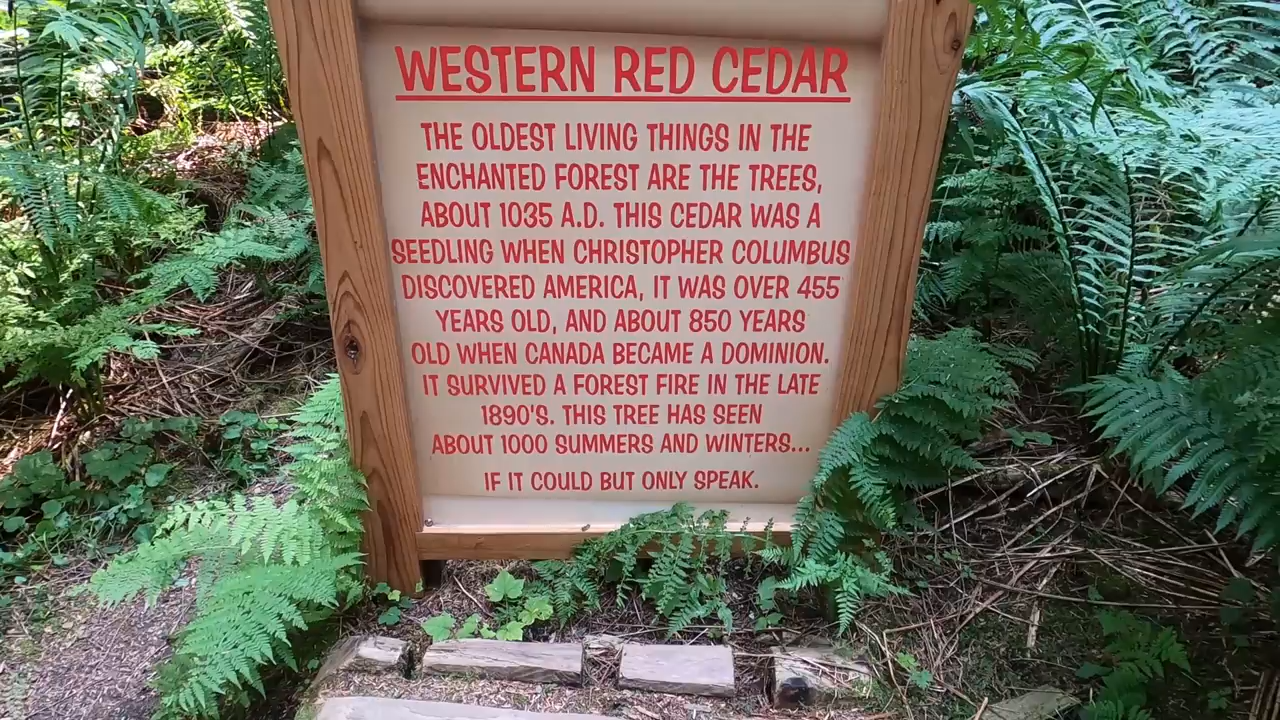 WESTERN RED CEDAR
THE OLDEST LIVING THINGS IN THE
ENCHANTED FOREST ARE THE TREES,
ABOUT 1035 A.D. THIS CEDAR WAS A
SEEDLING WHEN CHRISTOPHER COLUMBUS
DISCOVERED AMERICA, IT WAS OVER 455
YEARS OLD, AND ABOUT 850 YEARS
OLD WHEN CANADA BECAME A DOMINION.
IT SURVIVED A FOREST FIRE IN THE LATE
1890'S. THIS TREE HAS SEEN
ABOUT 1000 SUMMERS AND WINTERS...
IF IT COULD BUT ONLY SPEAK.